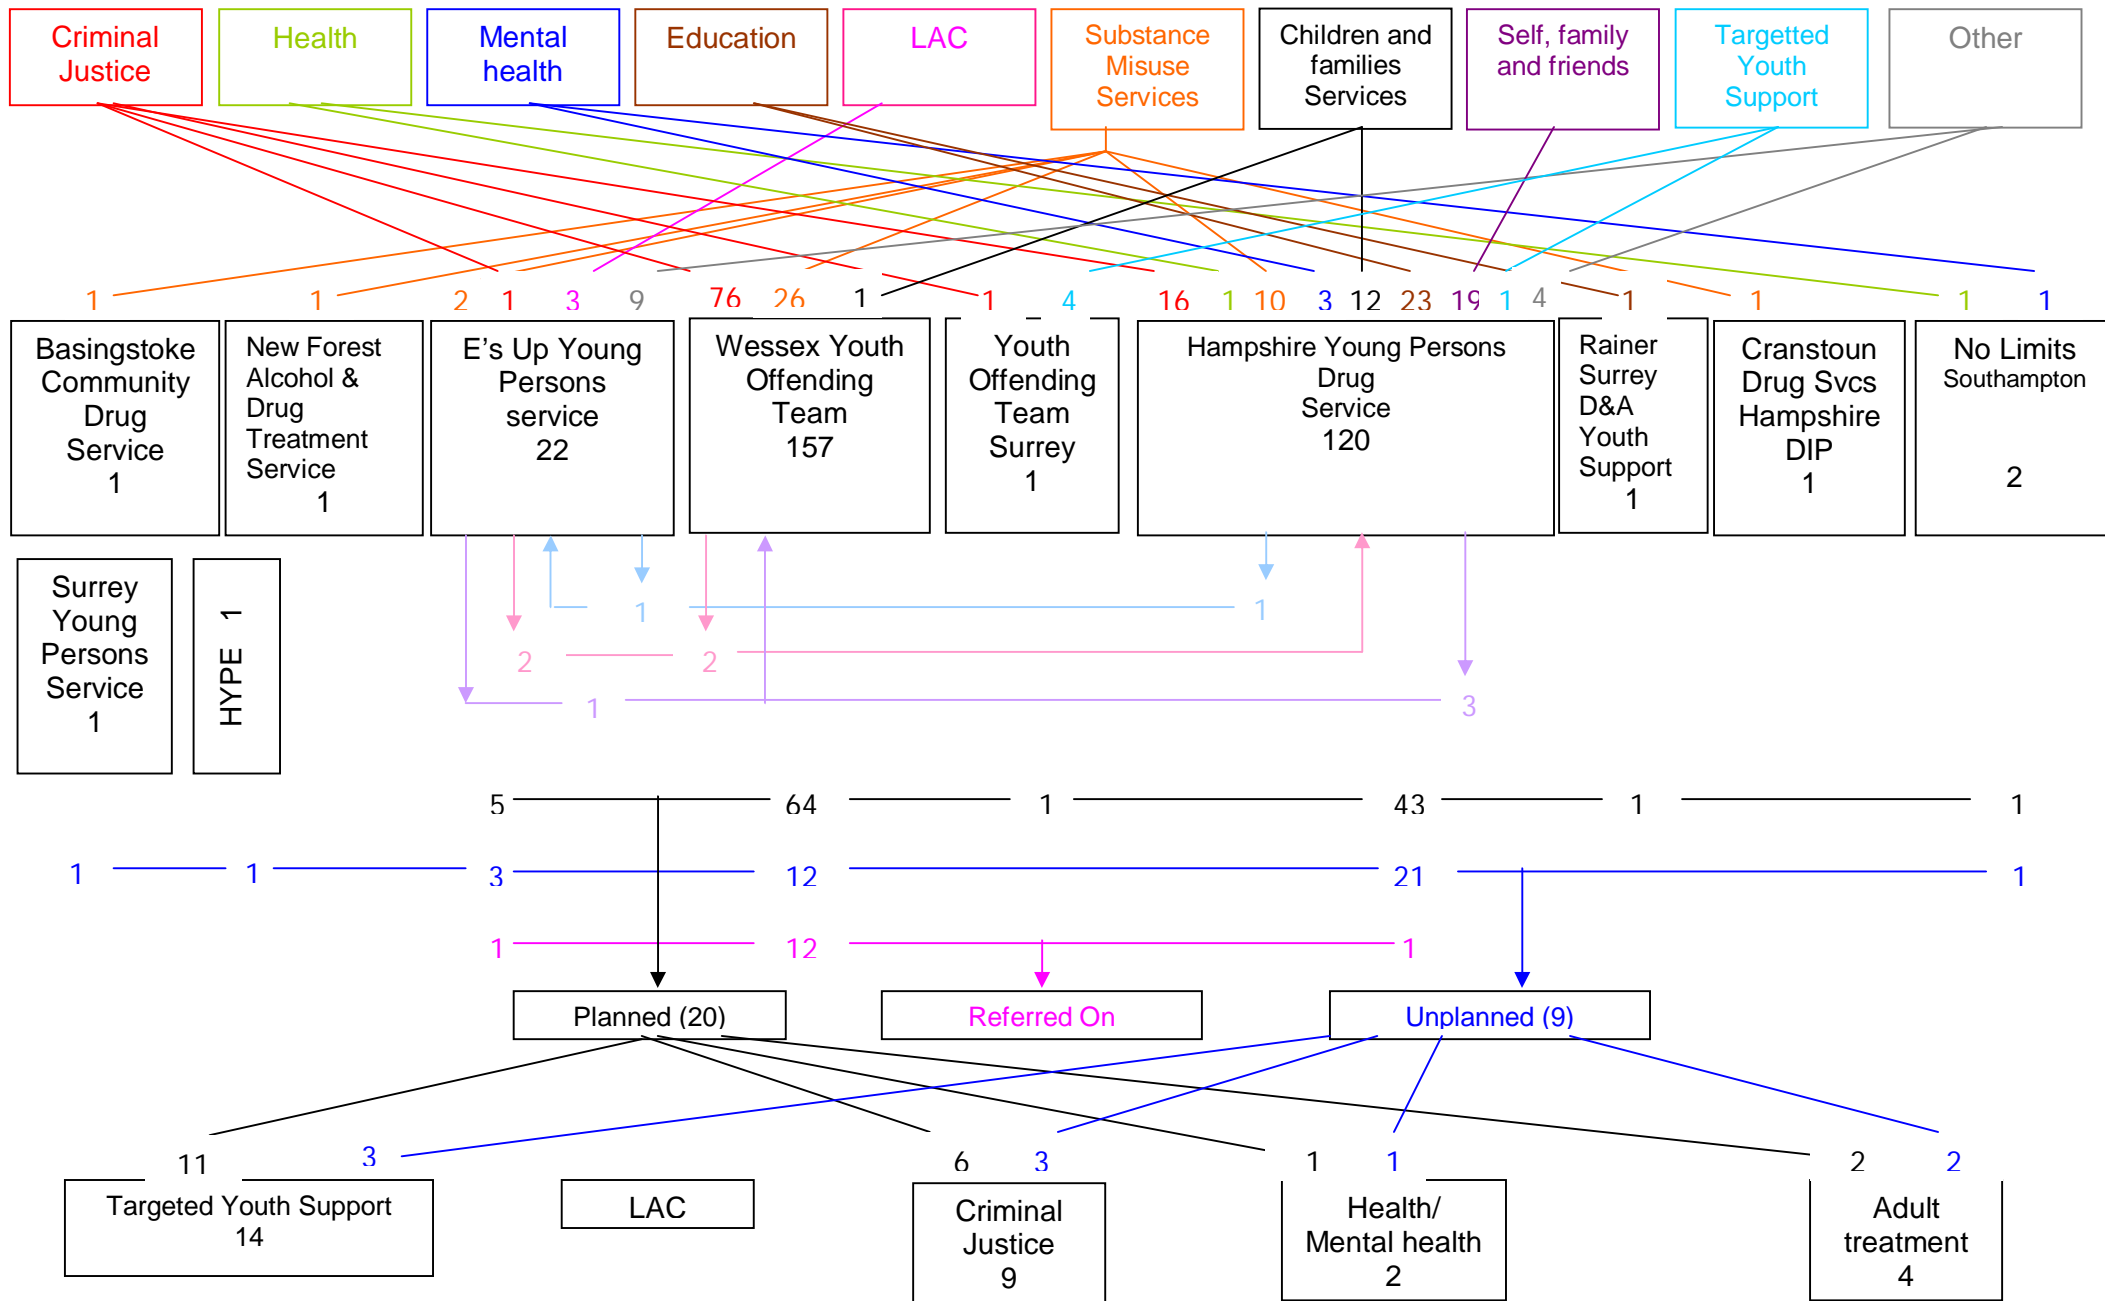 Criminal
Justice
Health
Mental
health
Education
LAC
Substance
Misuse
Services
Children and
families
Services
Self, family
and friends
Targetted
Youth
Support
Other
1
1
2
1
3
9
76
26
1
1
4
16
1
10
3
12
23
19
1
4
1
1
1
1
Basingstoke
Community
Drug
Service
1
New Forest
Alcohol &
Drug
Treatment
Service
1
E's Up Young
Persons
service
22
Wessex Youth
Offending
Team
157
Youth
Offending
Team
Surrey
1
Hampshire Young Persons
Drug
Service
120
Rainer
Surrey
D&A
Youth
Support
1
Cranstoun
Drug Svcs
Hampshire
DIP
1
No Limits
Southampton
2
Surrey
Young
Persons
Service
1
HYPE 1
1
1
2
2
1
3
5
64
1
43
1
1
1
1
3
12
21
1
1
12
1
Planned (20)
Referred On
Unplanned (9)
11
3
6
3
1
1
2
2
Targeted Youth Support
14
LAC
Criminal
Justice
9
Health/
Mental health
2
Adult
treatment
4